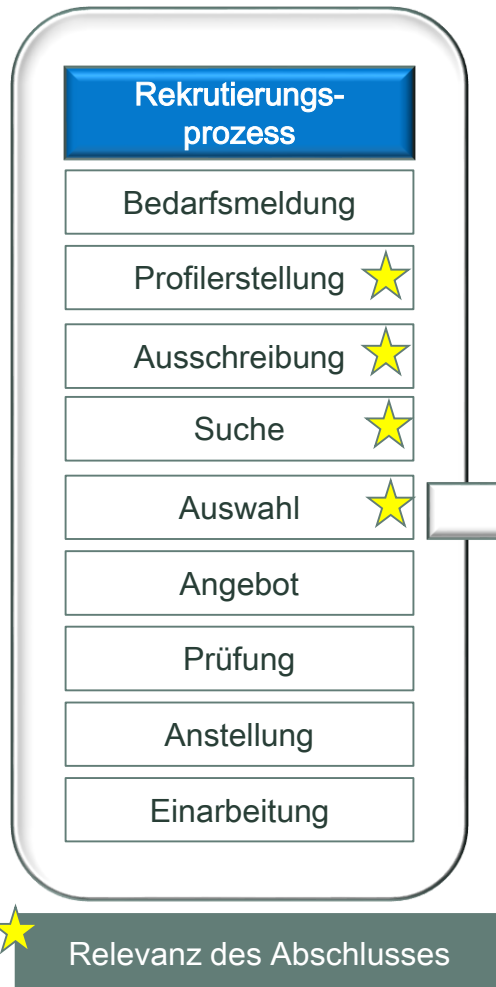 Rekrutierungs-
prozess
Bedarfsmeldung
Profilerstellung
Ausschreibung
Suche
Auswahl
Angebot
Prüfung
Anstellung
Einarbeitung
Relevanz des Abschlusses